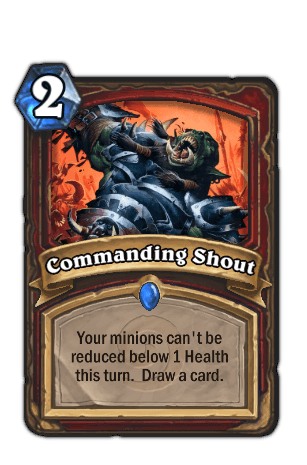 2
Commanding Shout
Your minions can't be
reduced below 1 Health
this turn.  Draw a card.